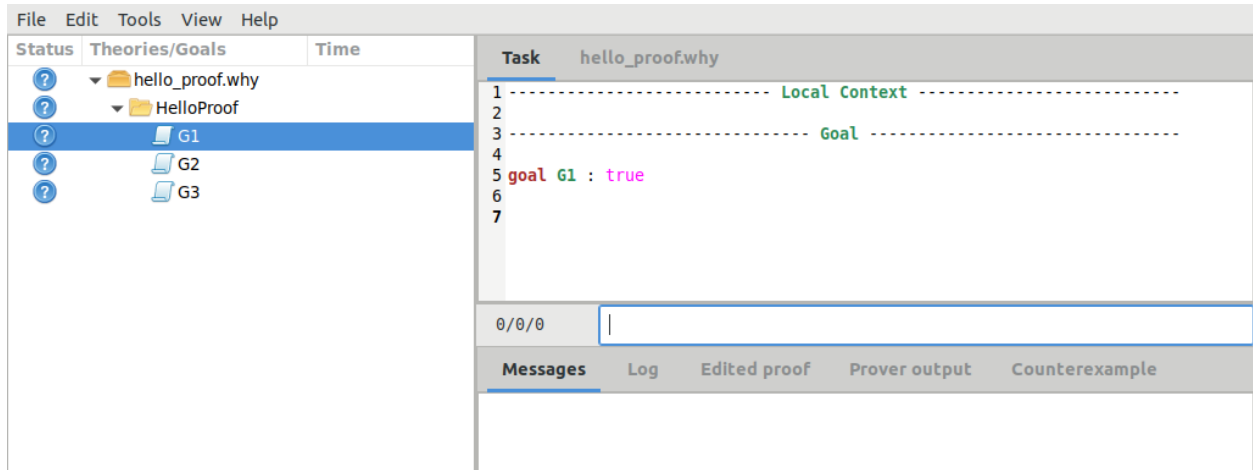 File Edit Tools View Help
Status Theories/Goals Time
hello_proof.why
HelloProof
G1
G2
G3
Task hello_proof.why
1 --------------------------- Local Context ---------------------------
2
3 ------------------------------- Goal --------------------------------
4
5 goal G1 : true
6
7
0/0/0
Messages Log Edited proof Prover output Counterexample